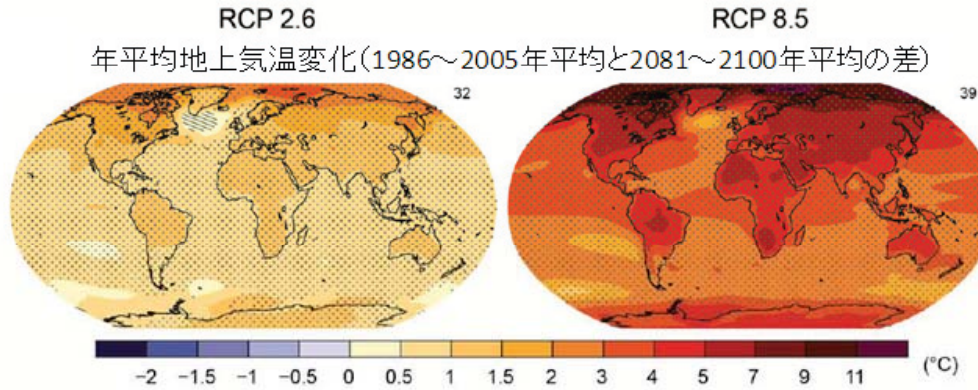 RCP 2.6 RCP 8.5
年平均地上気温変化(1986～2005年平均と2081～2100年平均の差)
32 39
−2 −1.5 −1 −0.5 0 0.5 1 1.5 2 3 4 5 7 9 11 (°C)